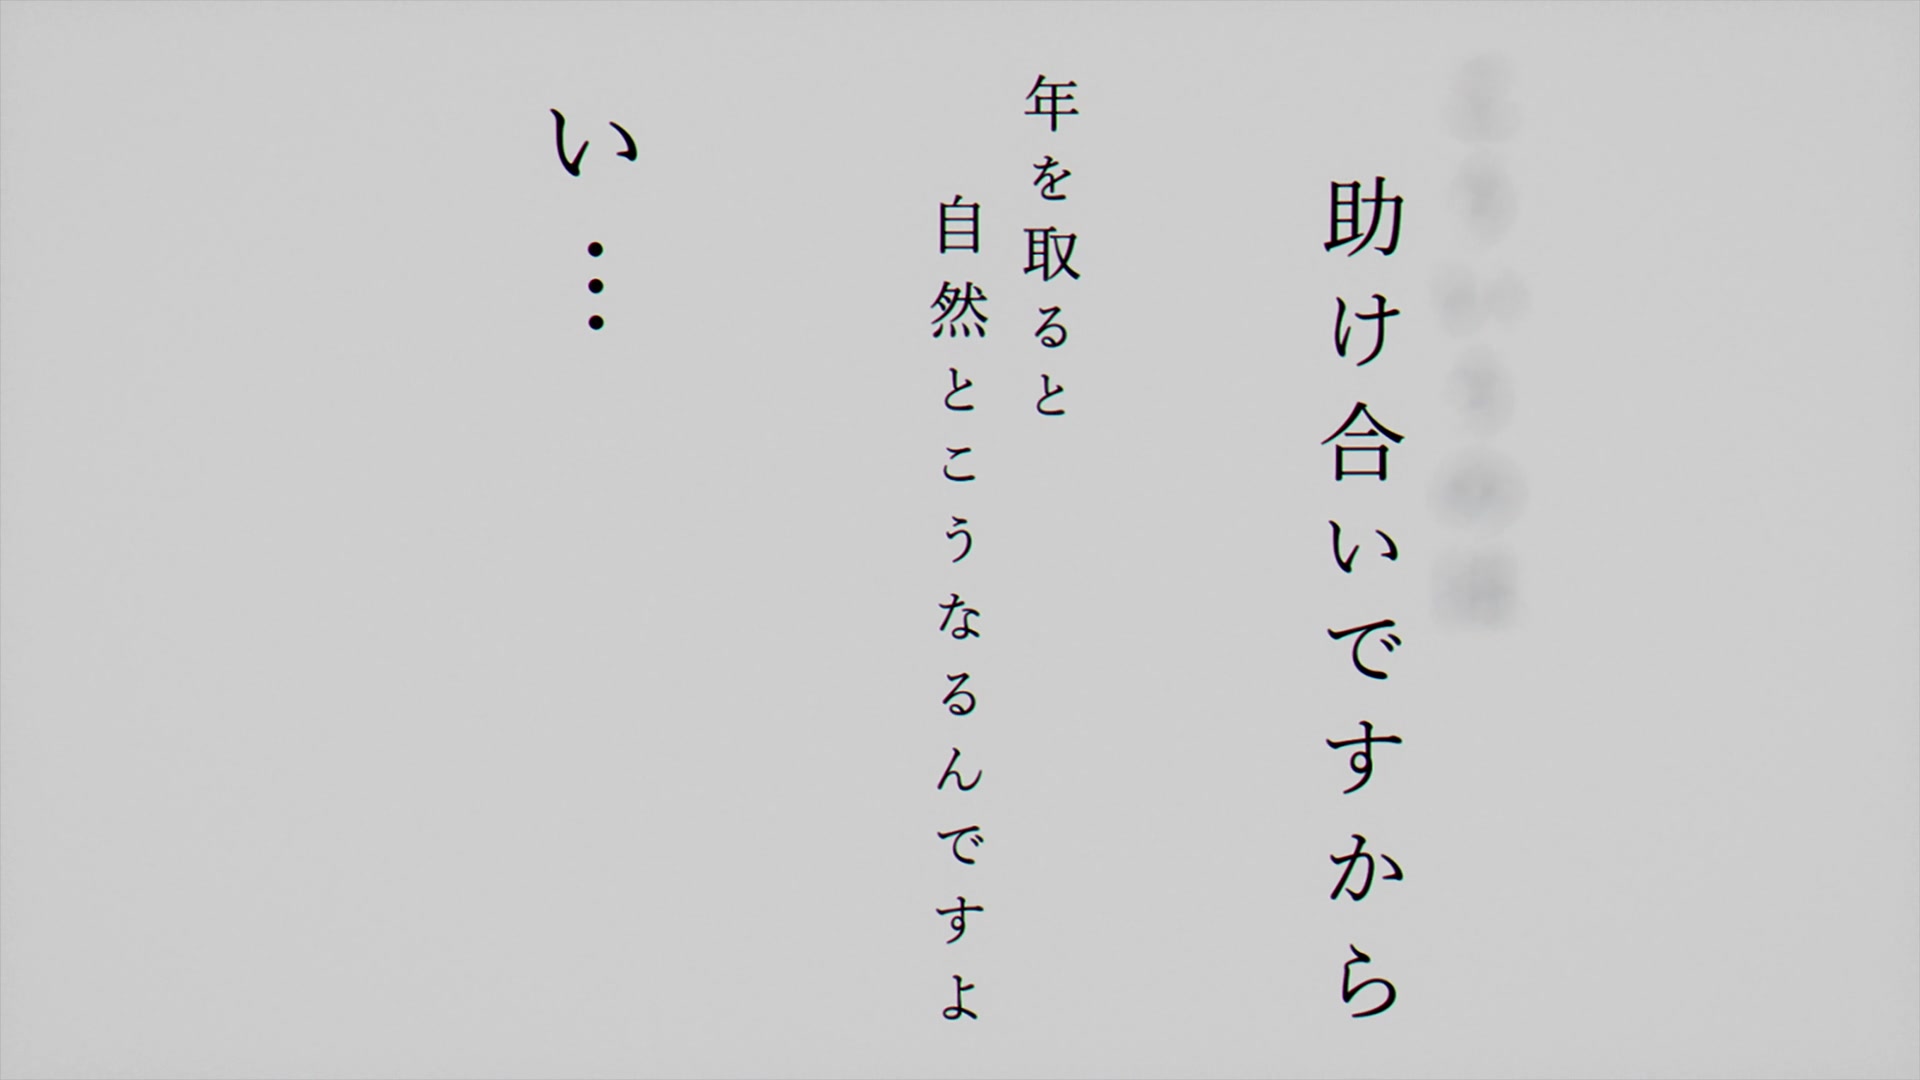 助け合いですから
年を取ると
自然とこうなるんですよ
い…